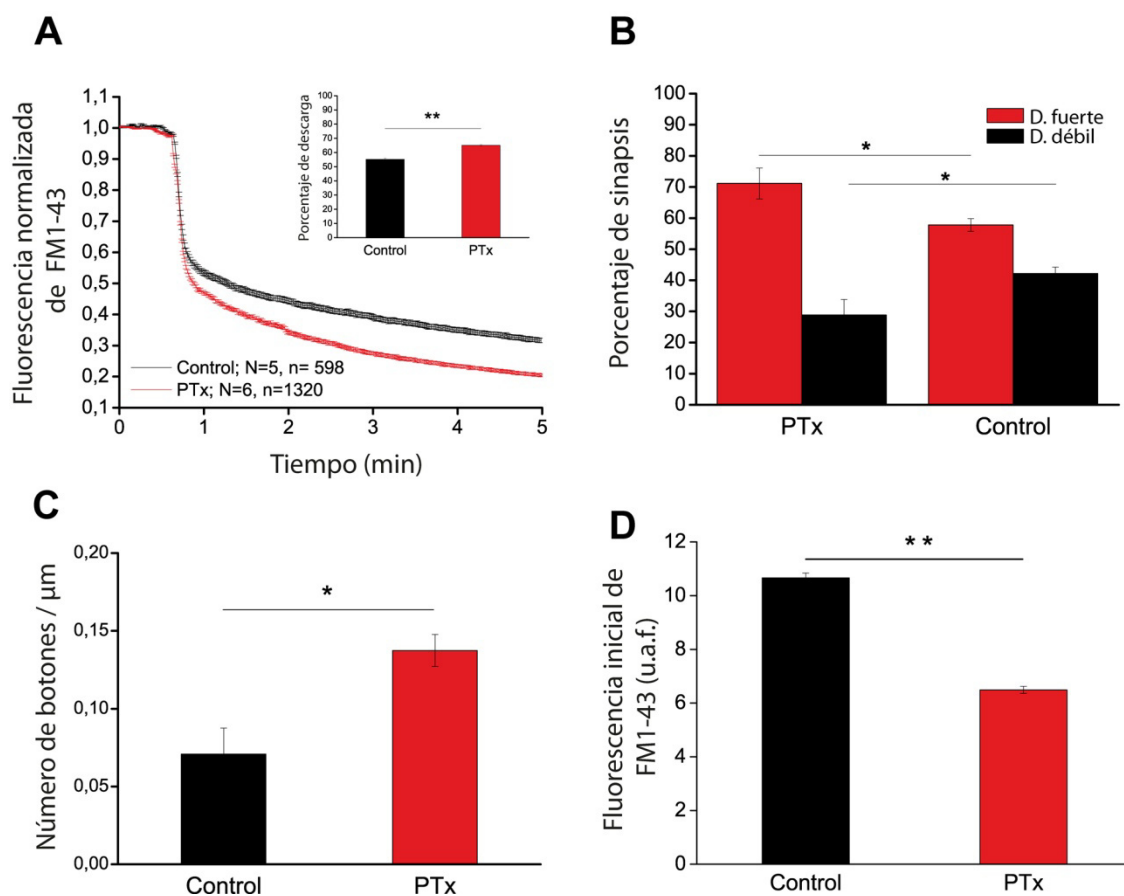 A
Fluorescencia normalizada
de FM1-43
1,1
1,0
0,9
0,8
0,7
0,6
0,5
0,4
0,3
0,2
0,1
0
1
2
3
4
5
Tiempo (min)
Control; N=5, n= 598
PTx; N=6, n=1320
Porcentaje de descarga
100
90
80
70
60
50
40
30
20
10
0
**
Control
PTx
B
Porcentaje de sinapsis
100
90
80
70
60
50
40
30
20
10
0
D. fuerte
D. débil
*
*
PTx
Control
C
Número de botones / µm
0,20
0,15
0,10
0,05
0,00
*
Control
PTx
D
Fluorescencia inicial de
FM1-43 (u.a.f.)
12
10
8
6
4
2
0
* *
Control
PTx